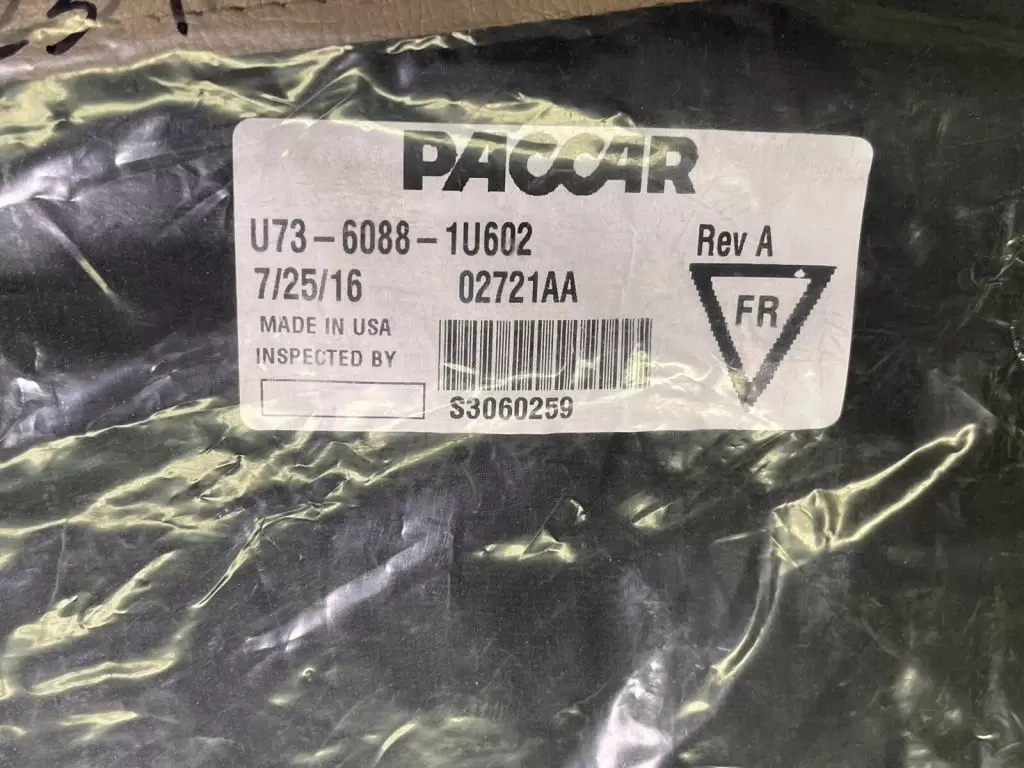 PACCAR
U73-6088-1U602 Rev A
7/25/16 02721AA
FR
MADE IN USA
INSPECTED BY
S3060259